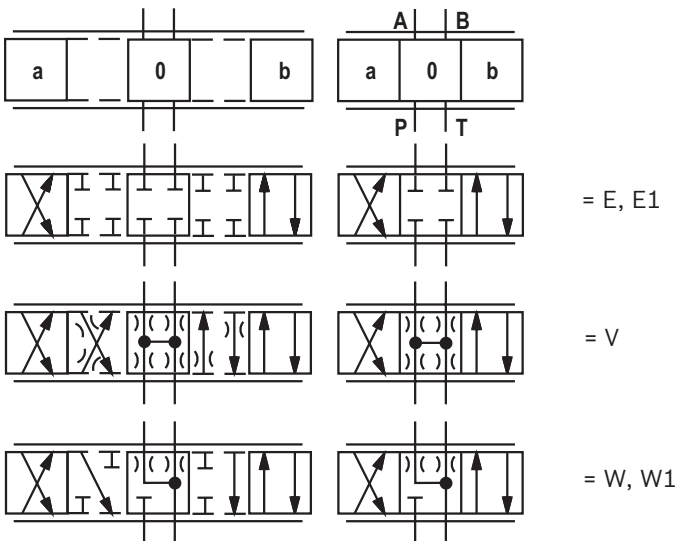 A B
a 0 b a 0 b
P T
= E, E1
= V
= W, W1